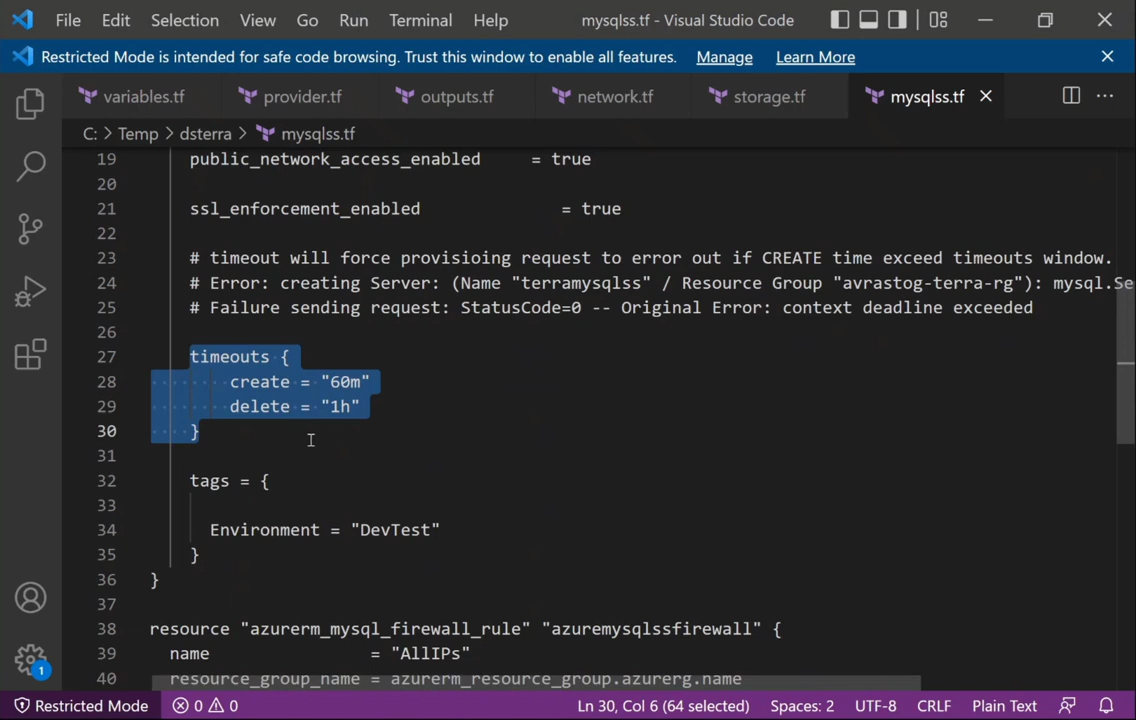 File Edit Selection View Go Run Terminal Help mysqlss.tf - Visual Studio Code
Restricted Mode is intended for safe code browsing. Trust this window to enable all features. Manage Learn More
variables.tf provider.tf outputs.tf network.tf storage.tf mysqlss.tf
C: > Temp > dsterra > mysqlss.tf
19 public_network_access_enabled = true
20
21 ssl_enforcement_enabled = true
22
23 # timeout will force provisioing request to error out if CREATE time exceed timeouts window.
24 # Error: creating Server: (Name "terramysqlss" / Resource Group "avrastog-terra-rg"): mysql.Se
25 # Failure sending request: StatusCode=0 -- Original Error: context deadline exceeded
26
27 timeouts {
28 create = "60m"
29 delete = "1h"
30 }
31
32 tags = {
33
34 Environment = "DevTest"
35 }
36 }
37
38 resource "azurerm_mysql_firewall_rule" "azuremysqlssfirewall" {
39 name = "AllIPs"
40 resource_group_name = azurerm_resource_group.azurerg.name
1
Restricted Mode 0 0 Ln 30, Col 6 (64 selected) Spaces: 2 UTF-8 CRLF Plain Text